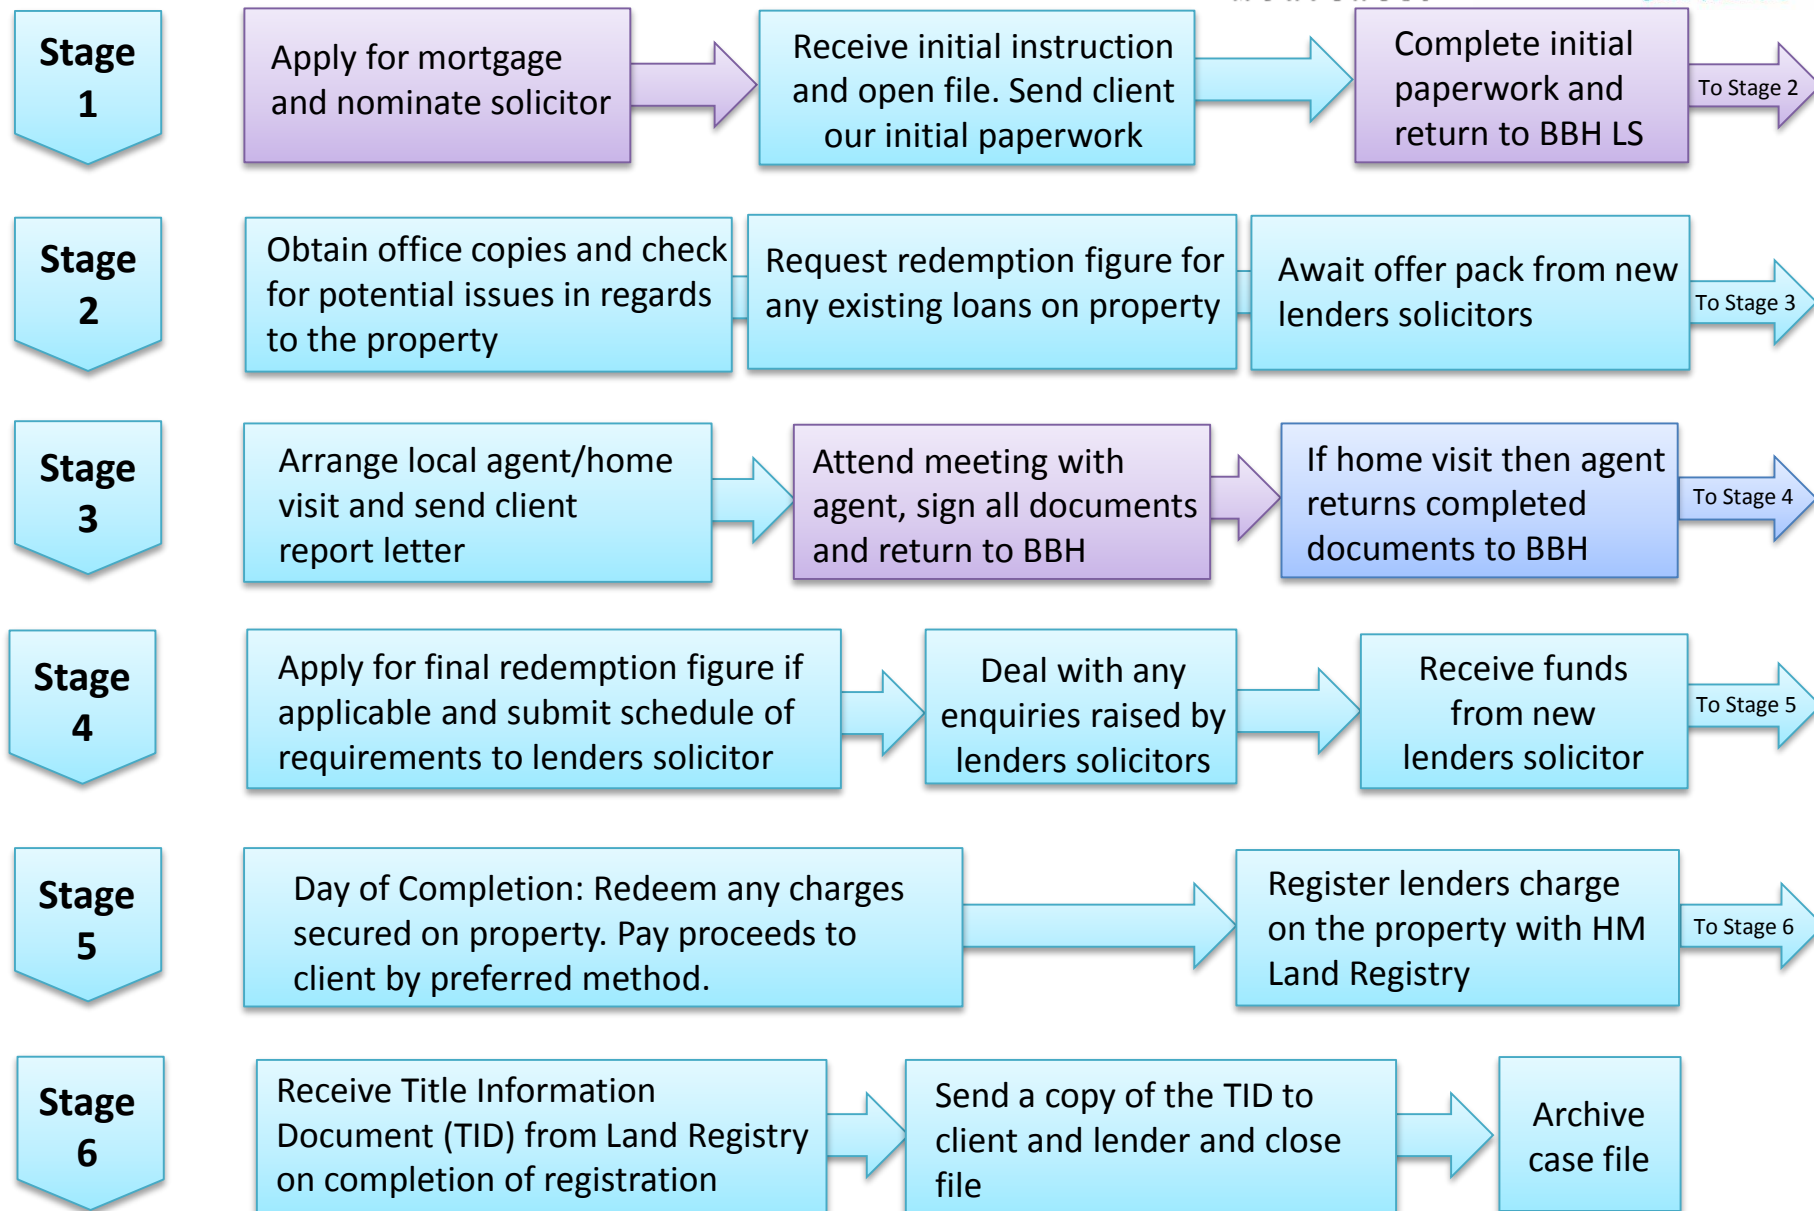 Stage
1
Apply for mortgage
and nominate solicitor
Receive initial instruction
and open file. Send client
our initial paperwork
Complete initial
paperwork and
return to BBH LS
To Stage 2
Stage
2
Obtain office copies and check
for potential issues in regards
to the property
Request redemption figure for
any existing loans on property
Await offer pack from new
lenders solicitors
To Stage 3
Stage
3
Arrange local agent/home
visit and send client
report letter
Attend meeting with
agent, sign all documents
and return to BBH
If home visit then agent
returns completed
documents to BBH
To Stage 4
Stage
4
Apply for final redemption figure if
applicable and submit schedule of
requirements to lenders solicitor
Deal with any
enquiries raised by
lenders solicitors
Receive funds
from new
lenders solicitor
To Stage 5
Stage
5
Day of Completion: Redeem any charges
secured on property. Pay proceeds to
client by preferred method.
Register lenders charge
on the property with HM
Land Registry
To Stage 6
Stage
6
Receive Title Information
Document (TID) from Land Registry
on completion of registration
Send a copy of the TID to
client and lender and close
file
Archive
case file